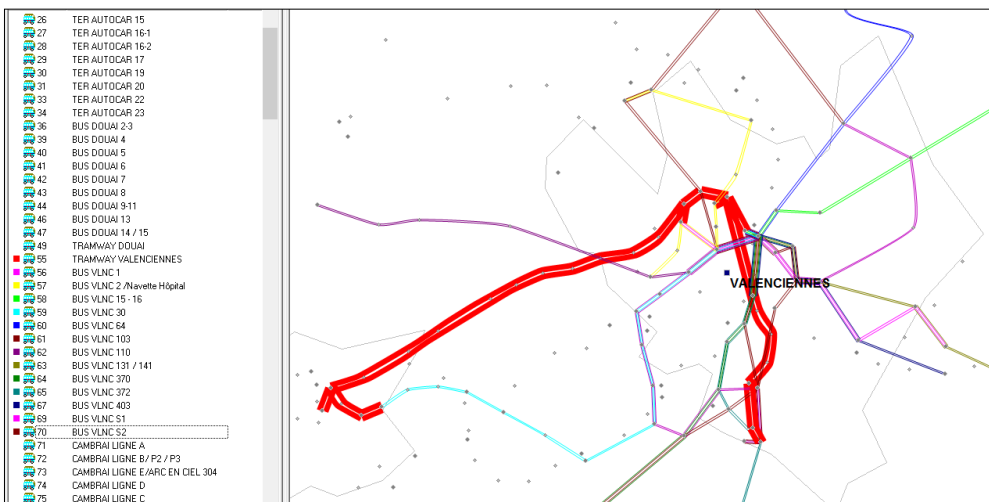 26 TER AUTOCAR 15
27 TER AUTOCAR 16-1
28 TER AUTOCAR 16-2
29 TER AUTOCAR 17
30 TER AUTOCAR 19
31 TER AUTOCAR 20
33 TER AUTOCAR 22
34 TER AUTOCAR 23
36 BUS DOUAI 2-3
39 BUS DOUAI 4
40 BUS DOUAI 5
41 BUS DOUAI 6
42 BUS DOUAI 7
43 BUS DOUAI 8
44 BUS DOUAI 9-11
46 BUS DOUAI 13
47 BUS DOUAI 14 / 15
49 TRAMWAY DOUAI
55 TRAMWAY VALENCIENNES
56 BUS VLNC 1
57 BUS VLNC 2 /Navette Hôpital
58 BUS VLNC 15 - 16
59 BUS VLNC 30
60 BUS VLNC 64
61 BUS VLNC 103
62 BUS VLNC 110
63 BUS VLNC 131 / 141
64 BUS VLNC 370
65 BUS VLNC 372
67 BUS VLNC 403
69 BUS VLNC S1
70 BUS VLNC S2
71 CAMBRAI LIGNE A
72 CAMBRAI LIGNE B/ P2 / P3
73 CAMBRAI LIGNE E/ARC EN CIEL 304
74 CAMBRAI LIGNE D
75 CAMBRAI LIGNE C
VALENCIENNES